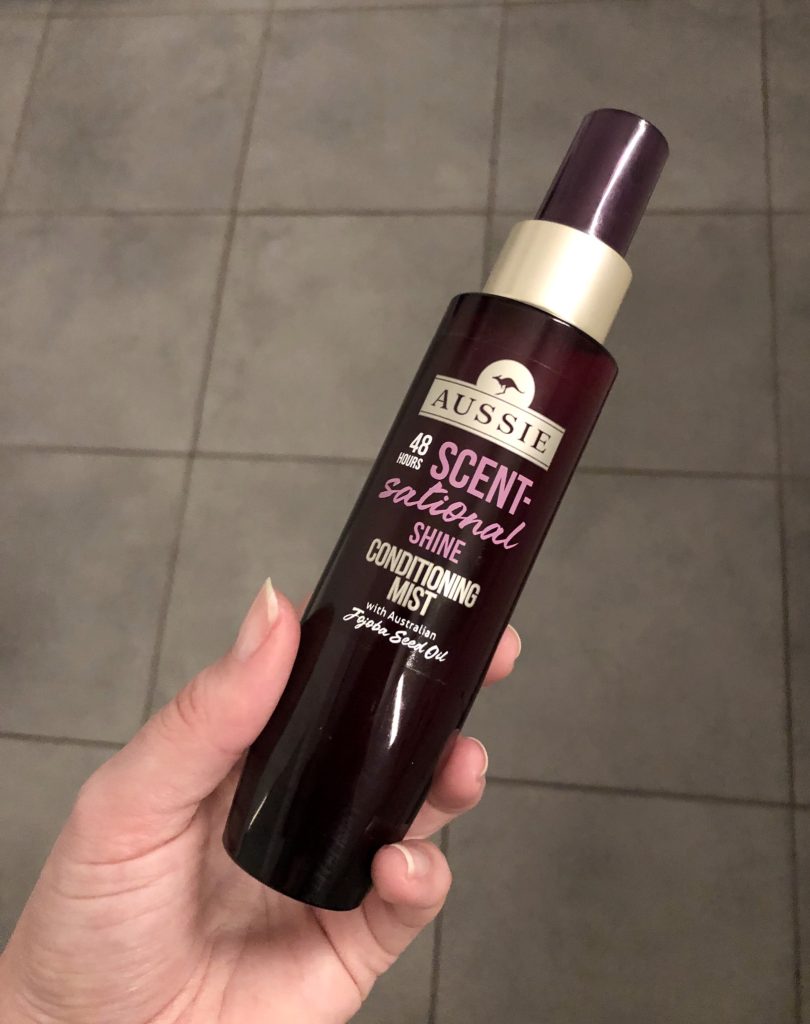 AUSSIE
48
HOURS
SCENT-
sational
SHINE
CONDITIONING
MIST
with Australian
Jojoba Seed Oil